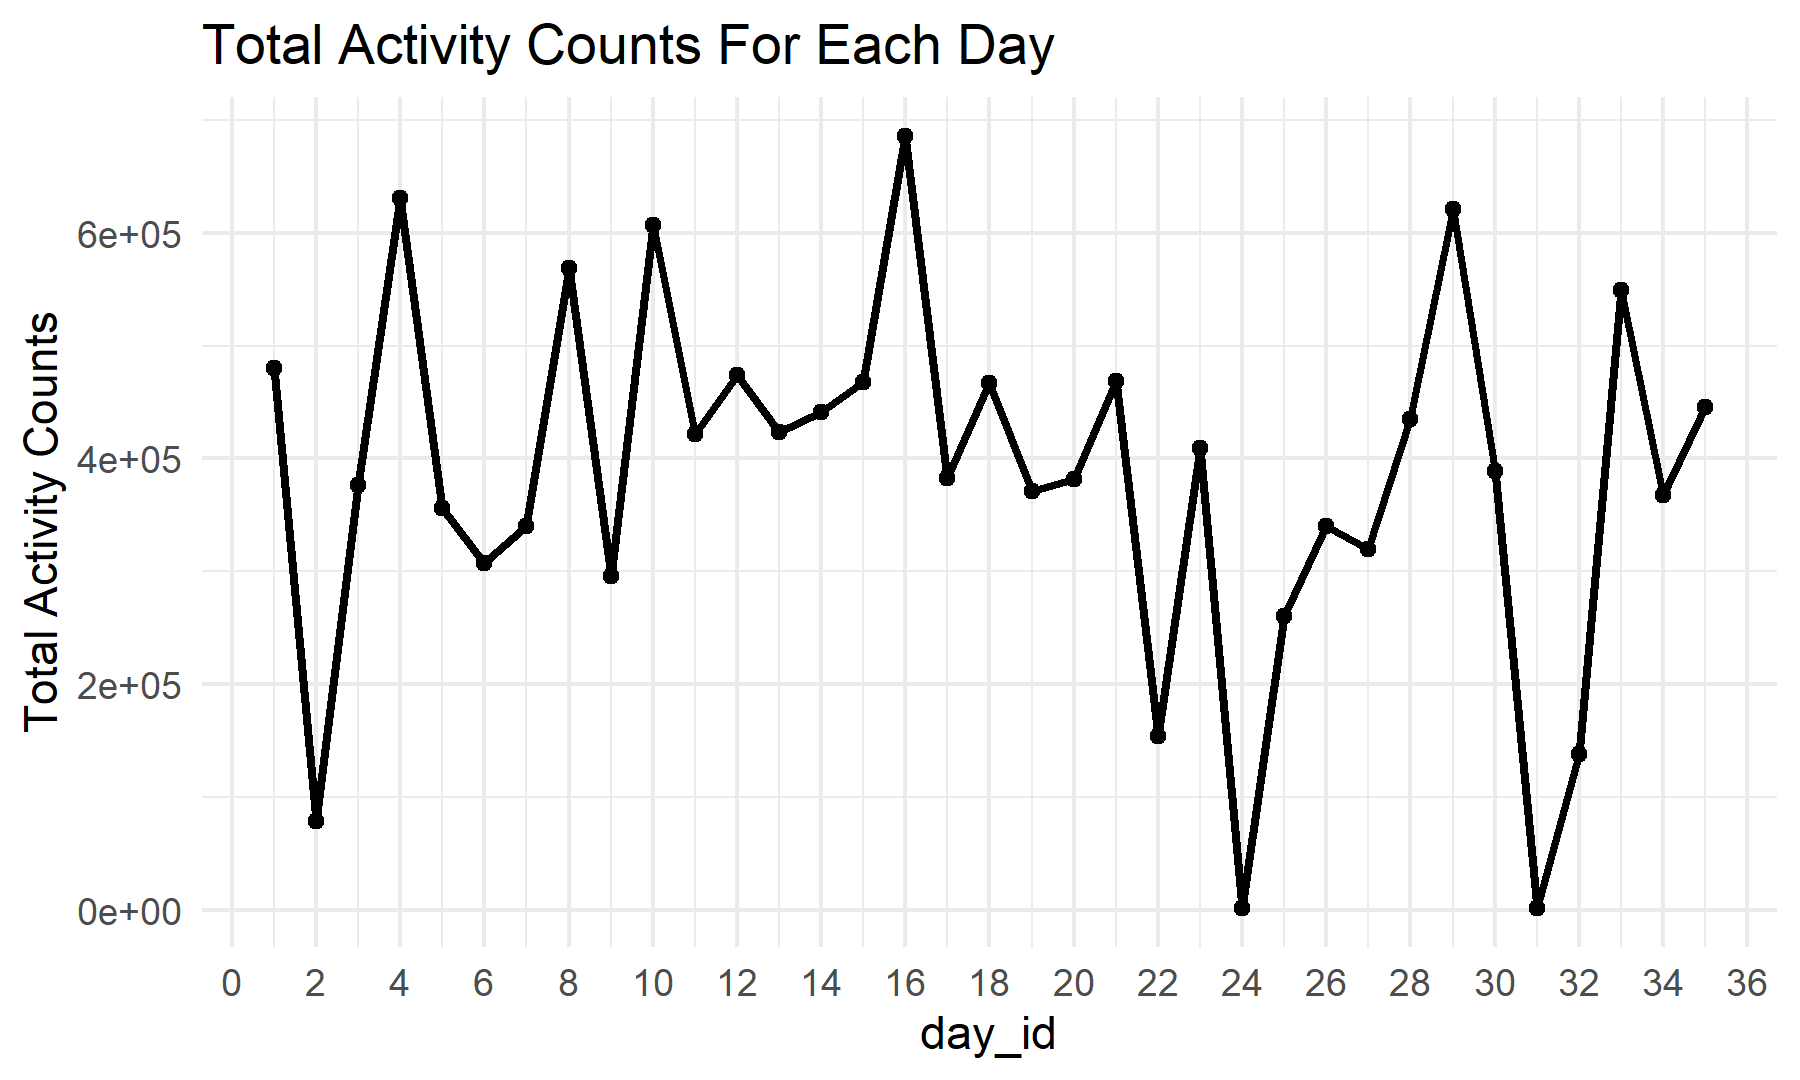 Total Activity Counts For Each Day
Total Activity Counts
6e+05
4e+05
2e+05
0e+00
0 2 4 6 8 10 12 14 16 18 20 22 24 26 28 30 32 34 36
day_id